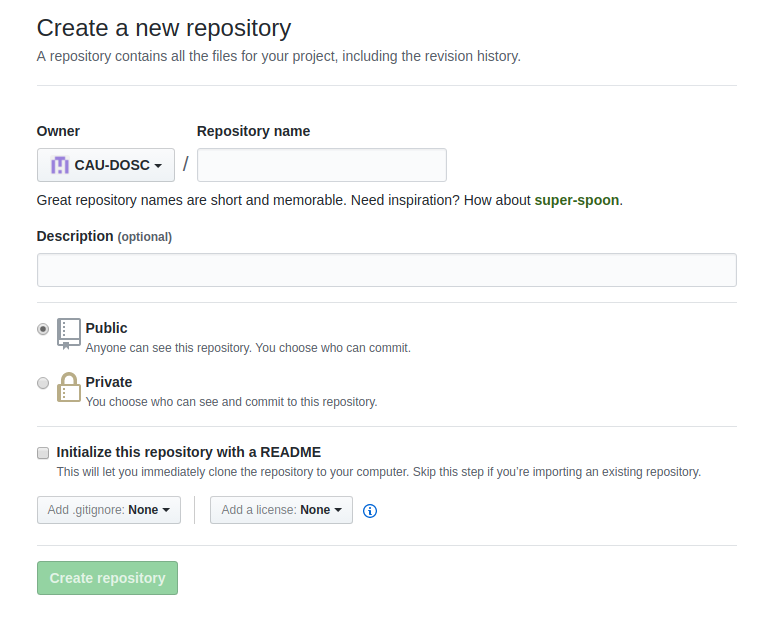 Create a new repository
A repository contains all the files for your project, including the revision history.
Owner Repository name
CAU-DOSC /
Great repository names are short and memorable. Need inspiration? How about super-spoon.
Description (optional)
Public
Anyone can see this repository. You choose who can commit.
Private
You choose who can see and commit to this repository.
Initialize this repository with a README
This will let you immediately clone the repository to your computer. Skip this step if you’re importing an existing repository.
Add .gitignore: None Add a license: None
Create repository